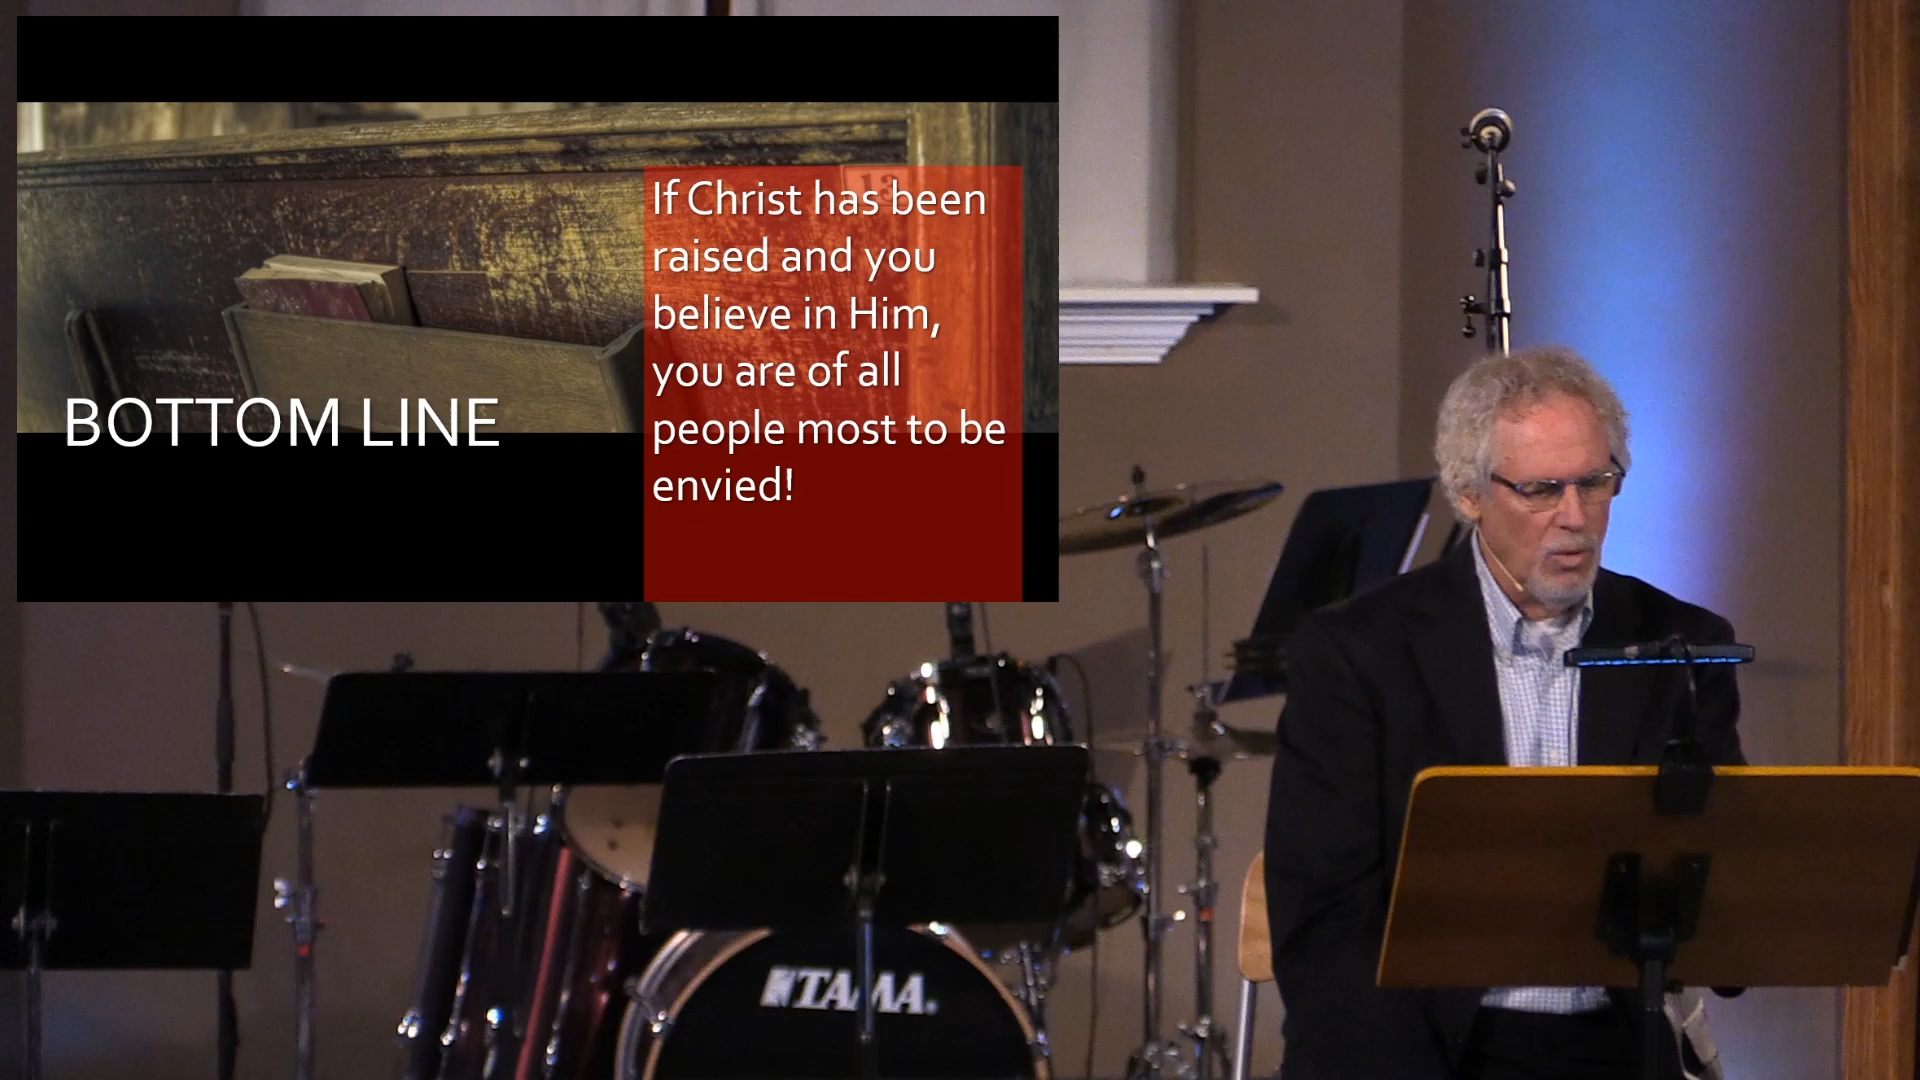 If Christ has been
raised and you
believe in Him,
you are of all
people most to be
envied!
BOTTOM LINE
13
TAMA